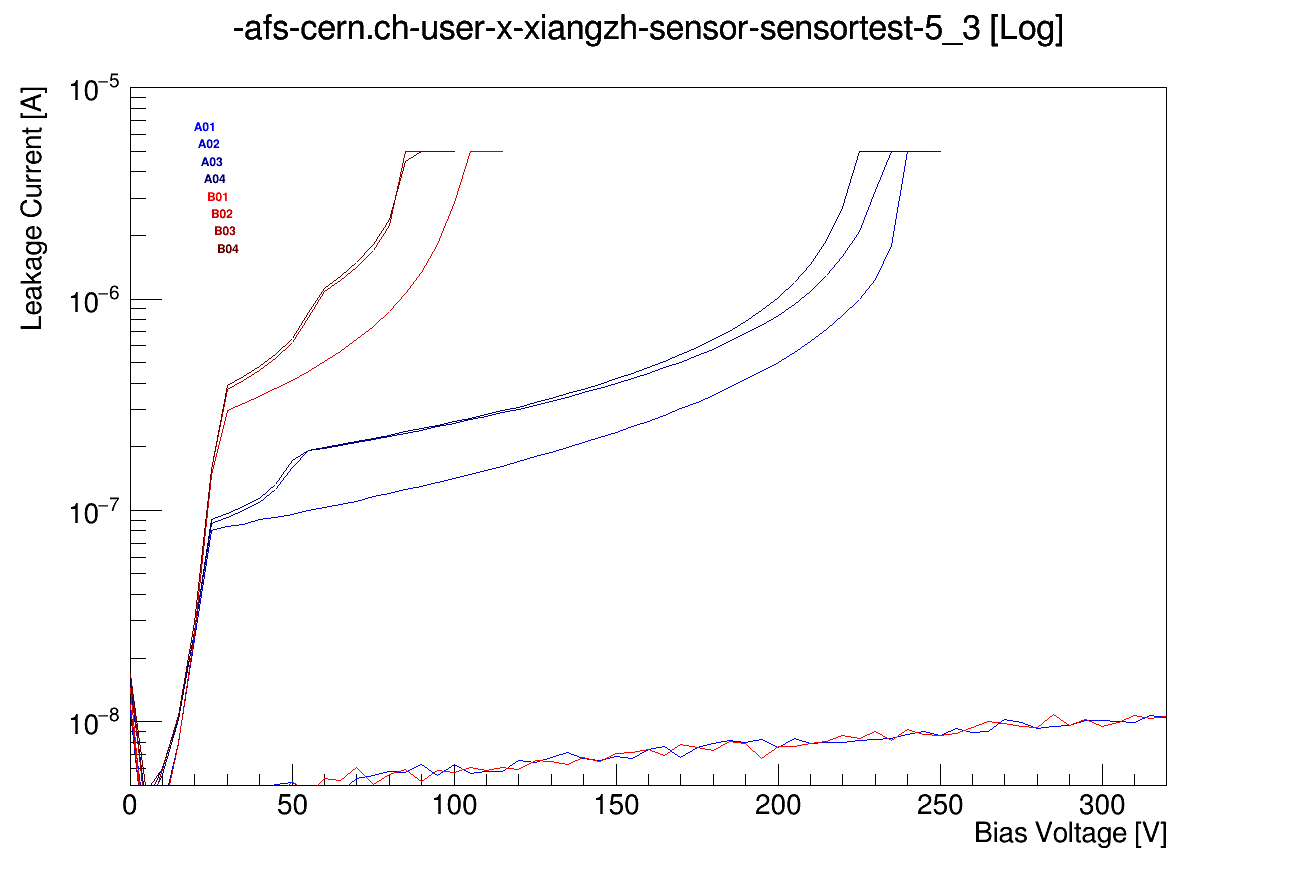 -afs-cern.ch-user-x-xiangzh-sensor-sensortest-5_3 [Log]
Leakage Current [A]
10−5
10−6
10−7
10−8
A01
A02
A03
A04
B01
B02
B03
B04
0 50 100 150 200 250 300
Bias Voltage [V]